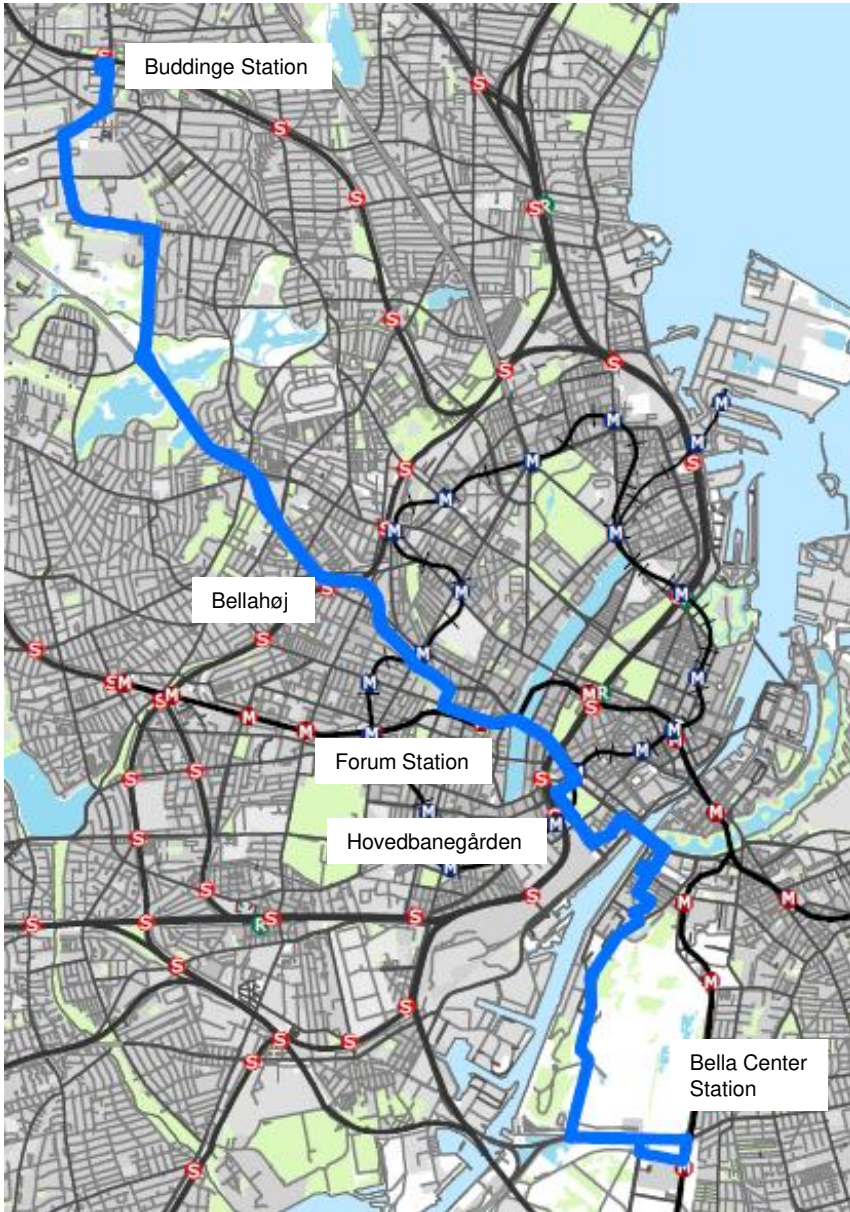 Buddinge Station
Bellahøj
Forum Station
Hovedbanegården
Bella Center
Station